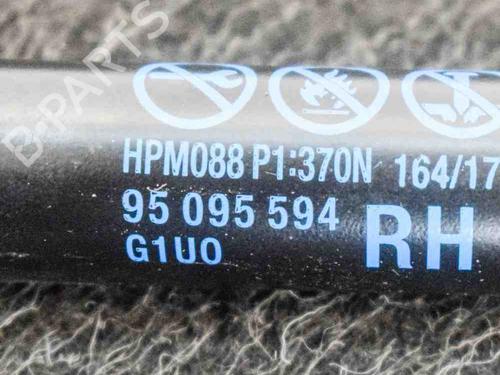 B-PARTS
HPM088 P1:370N 164/17
95 095 594 RH
G1U0